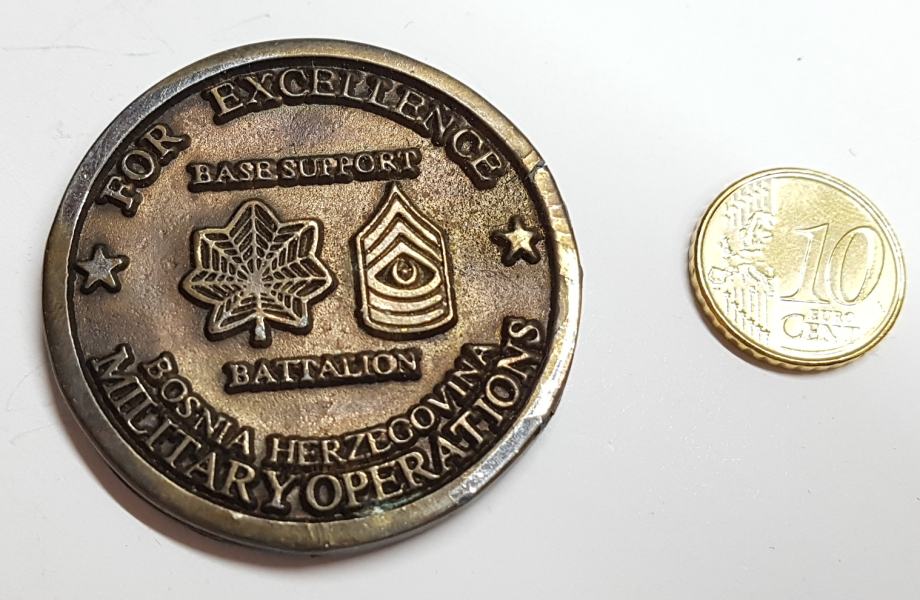 FOR EXCELLENCE
BASE SUPPORT
BATTALION
BOSNIA HERZEGOVINA
MILITARY OPERATIONS
10
EURO
CENT